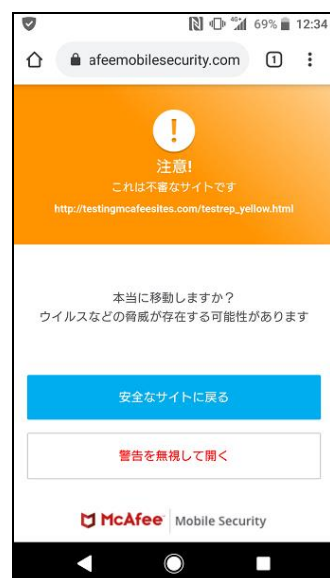 69% 12:34
afeemobilesecurity.com 1
!
注意!
これは不審なサイトです
http://testingmcafeesites.com/testrep_yellow.html
本当に移動しますか？
ウイルスなどの脅威が存在する可能性があります
安全なサイトに戻る
警告を無視して開く
McAfee Mobile Security